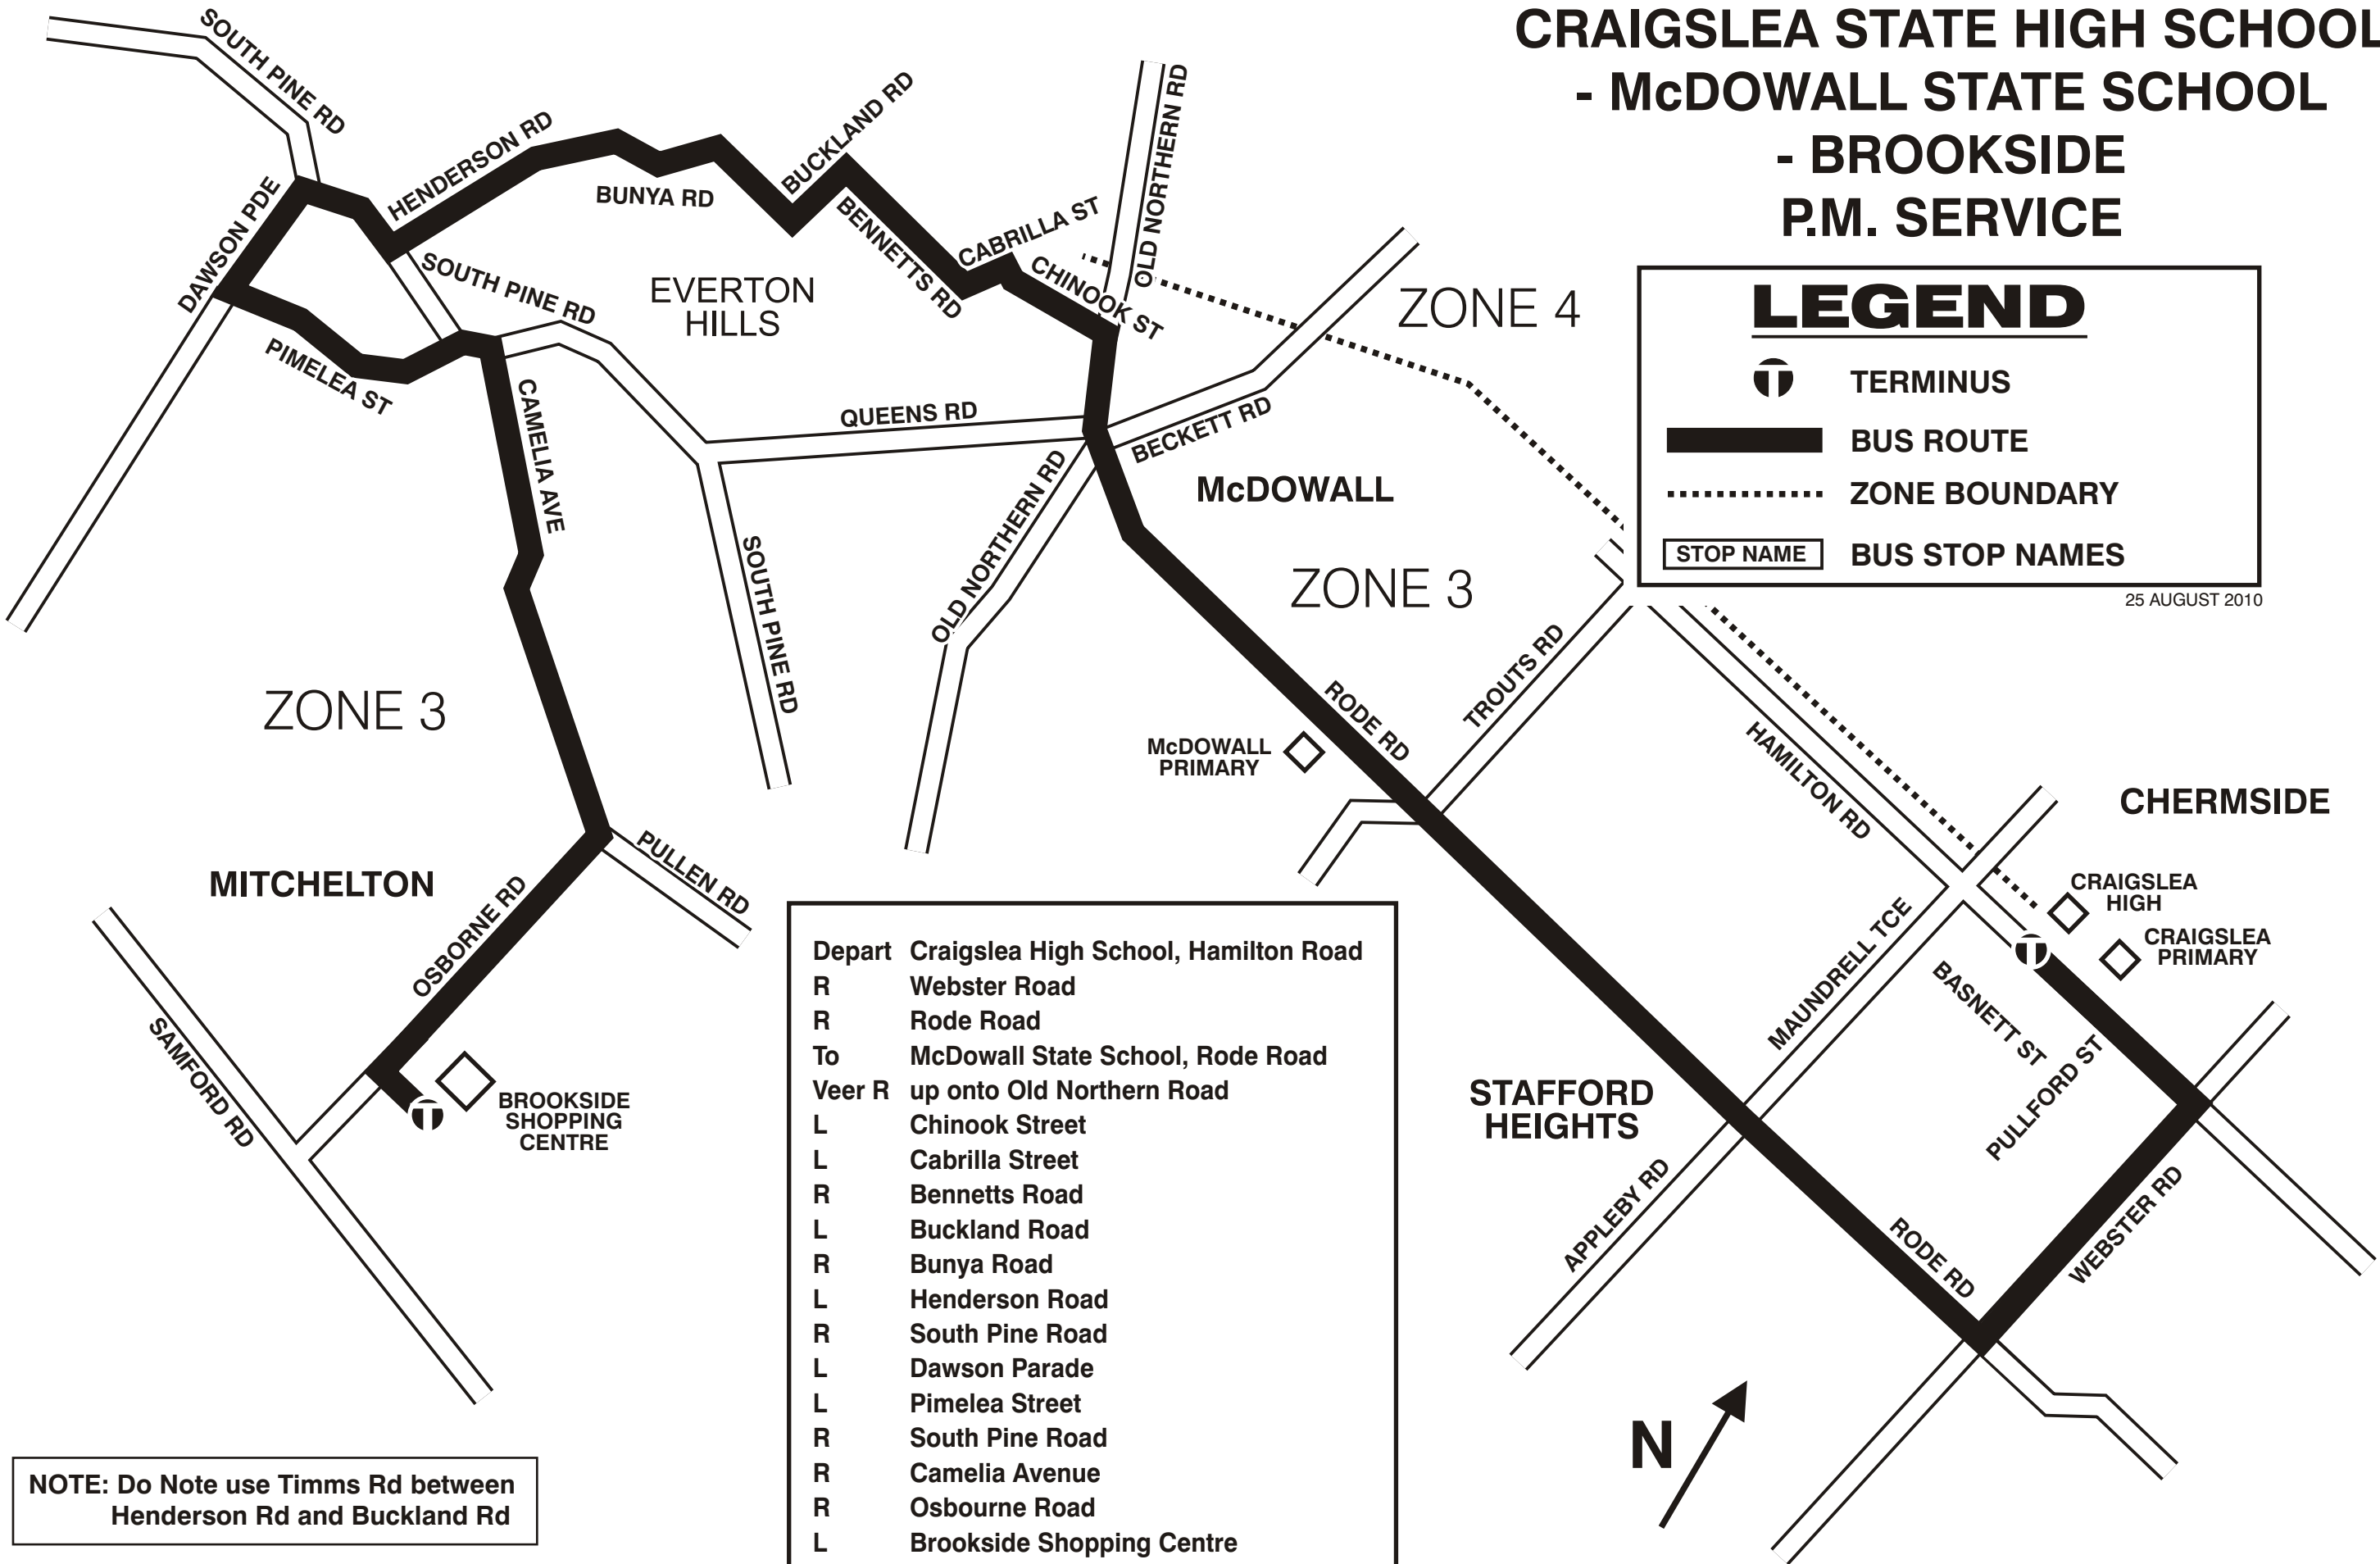 CRAIGSLEA STATE HIGH SCHOOL
- McDOWALL STATE SCHOOL
- BROOKSIDE
P.M. SERVICE
LEGEND
T TERMINUS
BUS ROUTE
ZONE BOUNDARY
STOP NAME BUS STOP NAMES
25 AUGUST 2010
SOUTH PINE RD
HENDERSON RD
BUNYA RD
BUCKLAND RD
BENNETTS RD
CABRILLA ST
CHINOOK ST
OLD NORTHERN RD
DAWSON PDE
SOUTH PINE RD
EVERTON
HILLS
ZONE 4
PIMELEA ST
CAMELIA AVE
QUEENS RD
BECKETT RD
McDOWALL
OLD NORTHERN RD
SOUTH PINE RD
ZONE 3
ZONE 3
TROUTS RD
RODE RD
McDOWALL
PRIMARY
HAMILTON RD
CHERMSIDE
MITCHELTON
PULLEN RD
OSBORNE RD
CRAIGSLEA
HIGH
CRAIGSLEA
PRIMARY
T
MAUNDRELL TCE
BASNETT ST
PULLFORD ST
SAMFORD RD
T
BROOKSIDE
SHOPPING
CENTRE
STAFFORD
HEIGHTS
APPLEBY RD
RODE RD
WEBSTER RD
N
Depart Craigslea High School, Hamilton Road
R Webster Road
R Rode Road
To McDowall State School, Rode Road
Veer R up onto Old Northern Road
L Chinook Street
L Cabrilla Street
R Bennetts Road
L Buckland Road
R Bunya Road
L Henderson Road
R South Pine Road
L Dawson Parade
L Pimelea Street
R South Pine Road
R Camelia Avenue
R Osbourne Road
L Brookside Shopping Centre
NOTE: Do Note use Timms Rd between
Henderson Rd and Buckland Rd